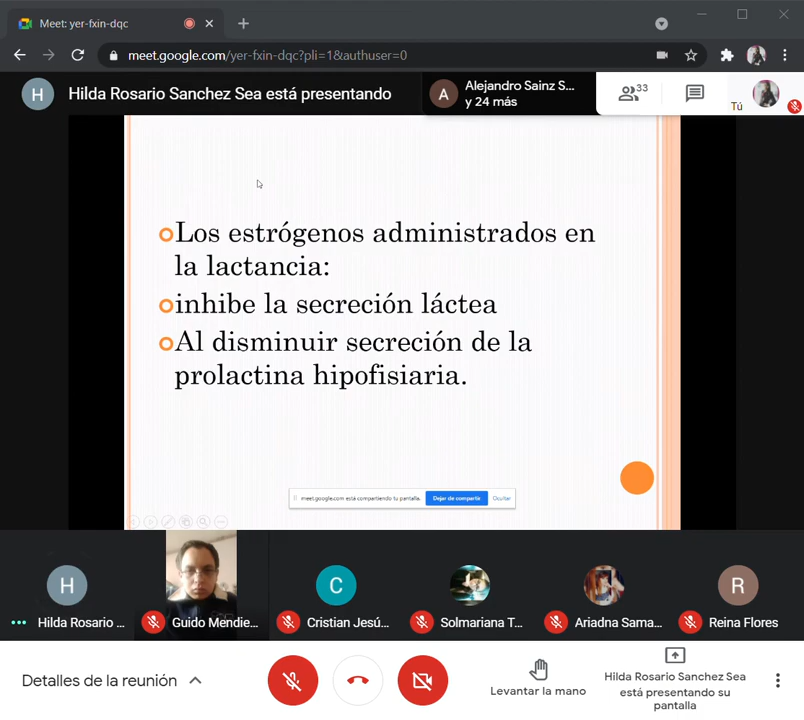 Meet: yer-fxin-dqc
meet.google.com/yer-fxin-dqc?pli=1&authuser=0
H
Hilda Rosario Sanchez Sea está presentando
A
Alejandro Sainz S...
y 24 más
33
Tú
Los estrógenos administrados en
la lactancia:
inhibe la secreción láctea
Al disminuir secreción de la
prolactina hipofisiaria.
meet.google.com está compartiendo tu pantalla.
Dejar de compartir
Ocultar
H
C
R
Hilda Rosario ...
Guido Mendie...
Cristian Jesú...
Solmariana T...
Ariadna Sama...
Reina Flores
Detalles de la reunión
Levantar la mano
Hilda Rosario Sanchez Sea
está presentando su
pantalla